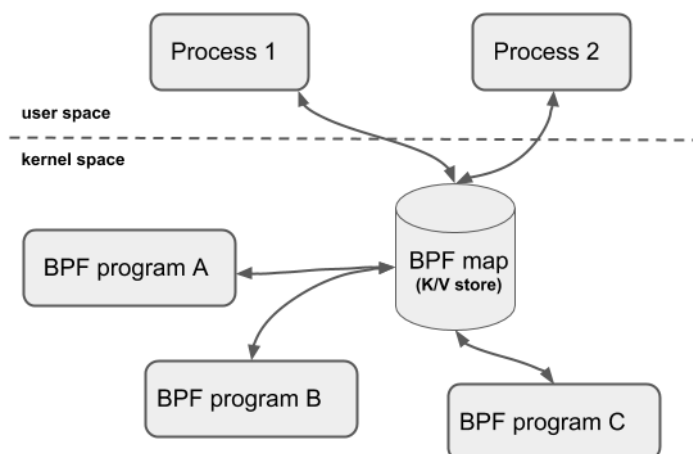 Process 1
Process 2
user space
kernel space
BPF program A
BPF map
(K/V store)
BPF program B
BPF program C